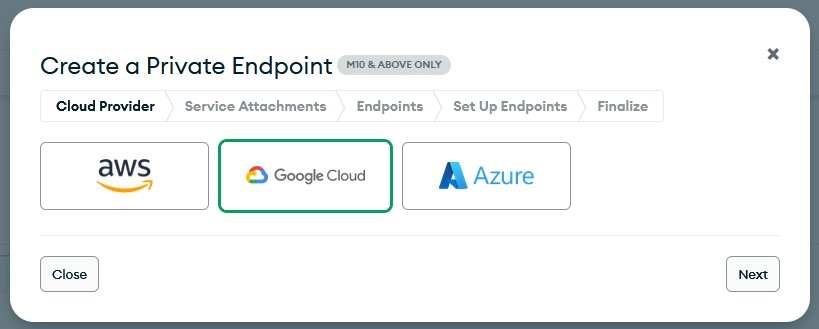 Create a Private Endpoint M10 & ABOVE ONLY
Cloud Provider Service Attachments Endpoints Set Up Endpoints Finalize
aws Google Cloud Azure
Close Next